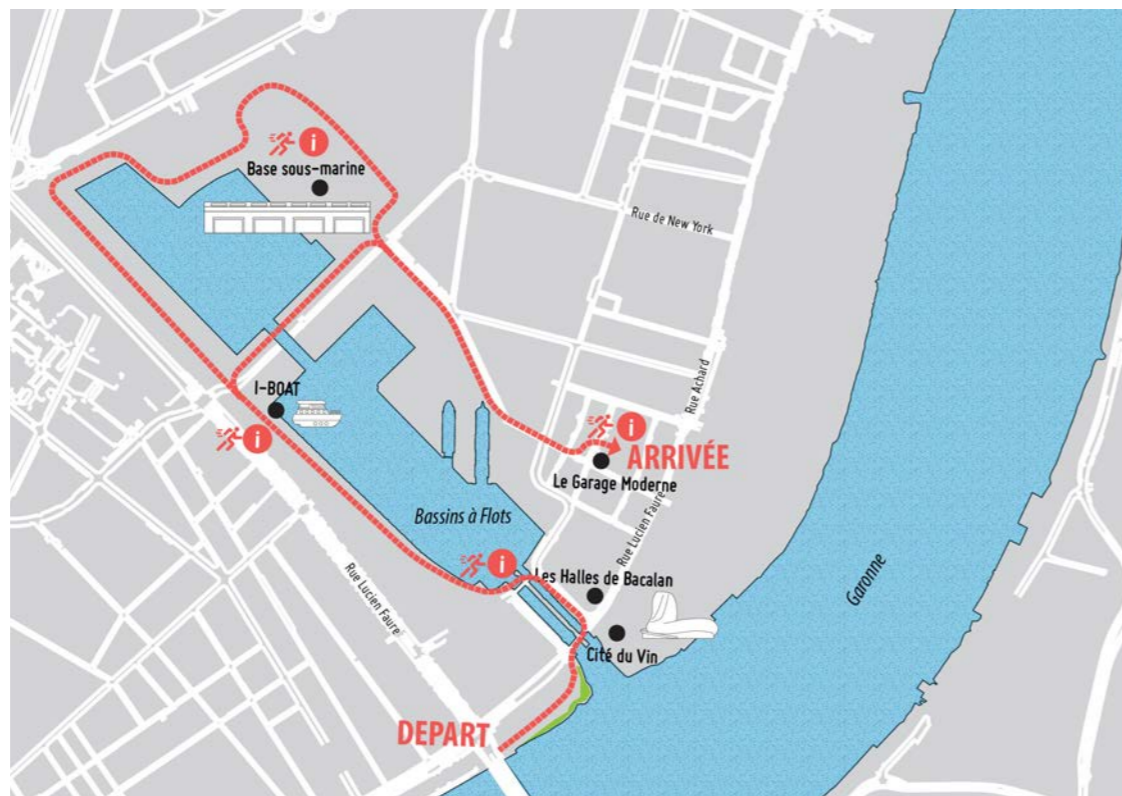 i
Base sous-marine
Rue de New York
Rue Achard
I-BOAT
i
i
ARRIVÉE
Le Garage Moderne
Bassins à Flots
i
Rue Lucien Faure
Les Halles de Bacalan
Rue Lucien Faure
Garonne
Cité du Vin
DEPART